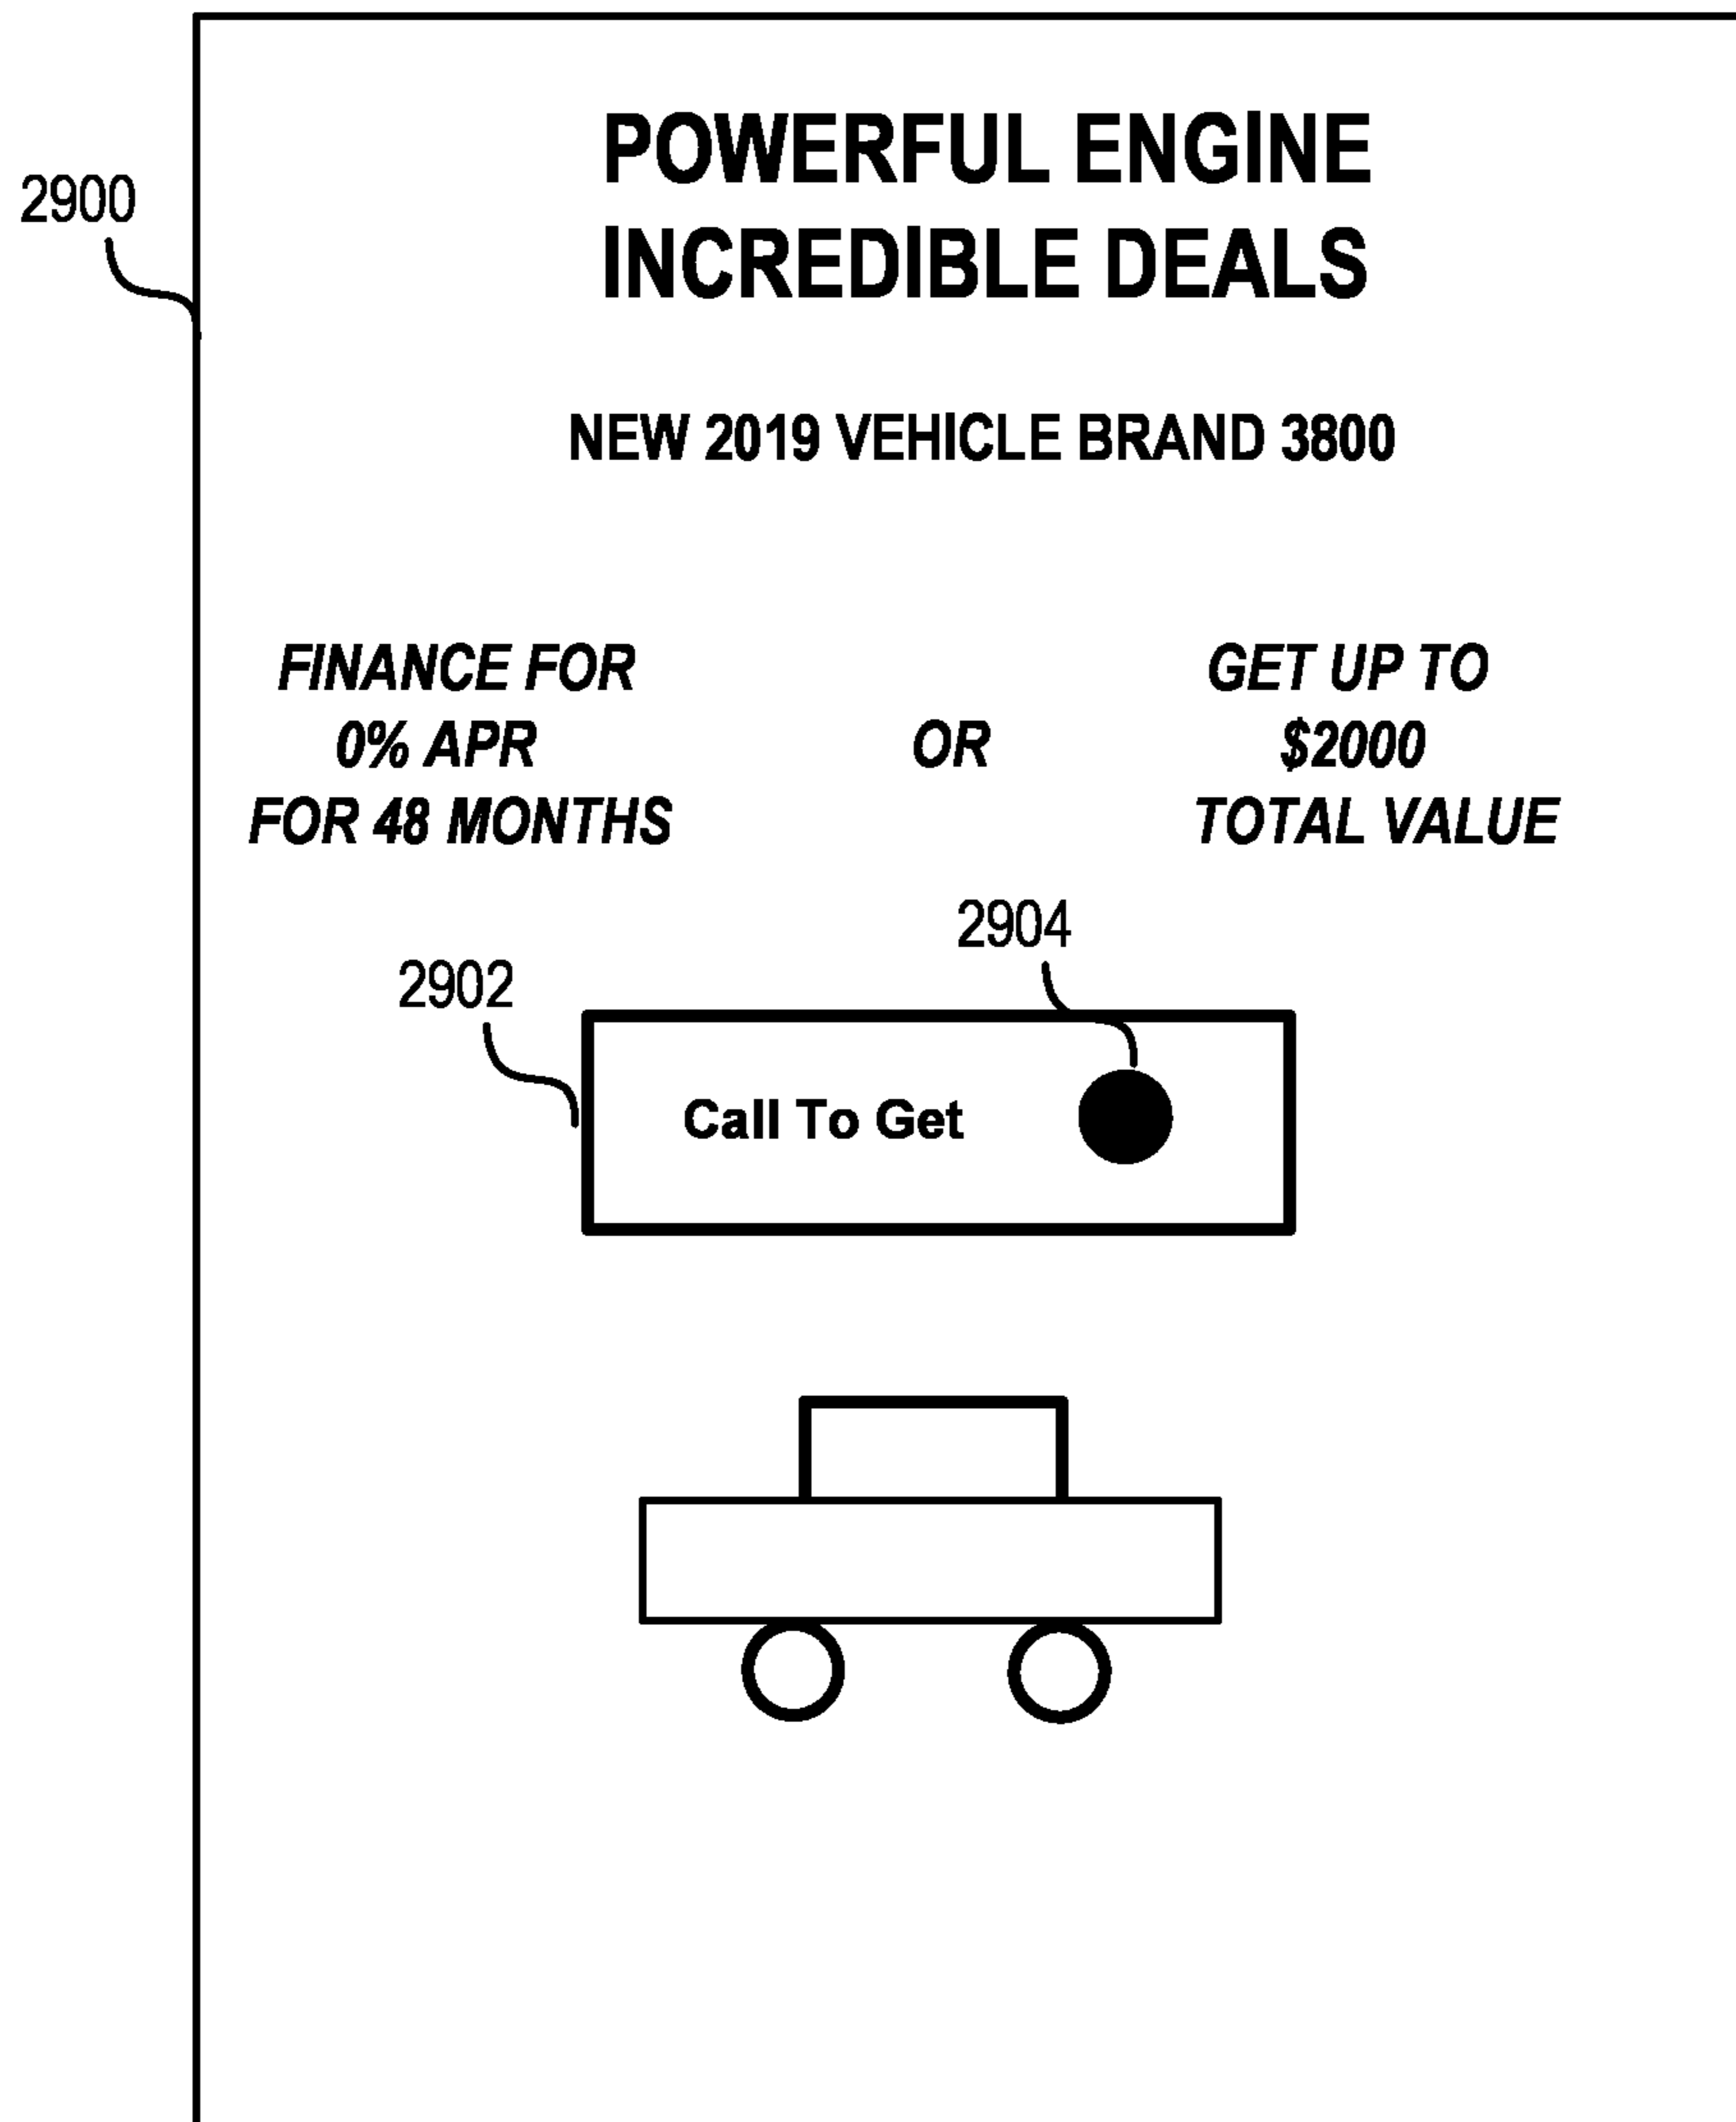 POWERFUL ENGINE
INCREDIBLE DEALS
2900
NEW 2019 VEHICLE BRAND 3800
FINANCE FOR
0% APR
FOR 48 MONTHS
OR
GET UP TO
$2000
TOTAL VALUE
2904
2902
Call To Get